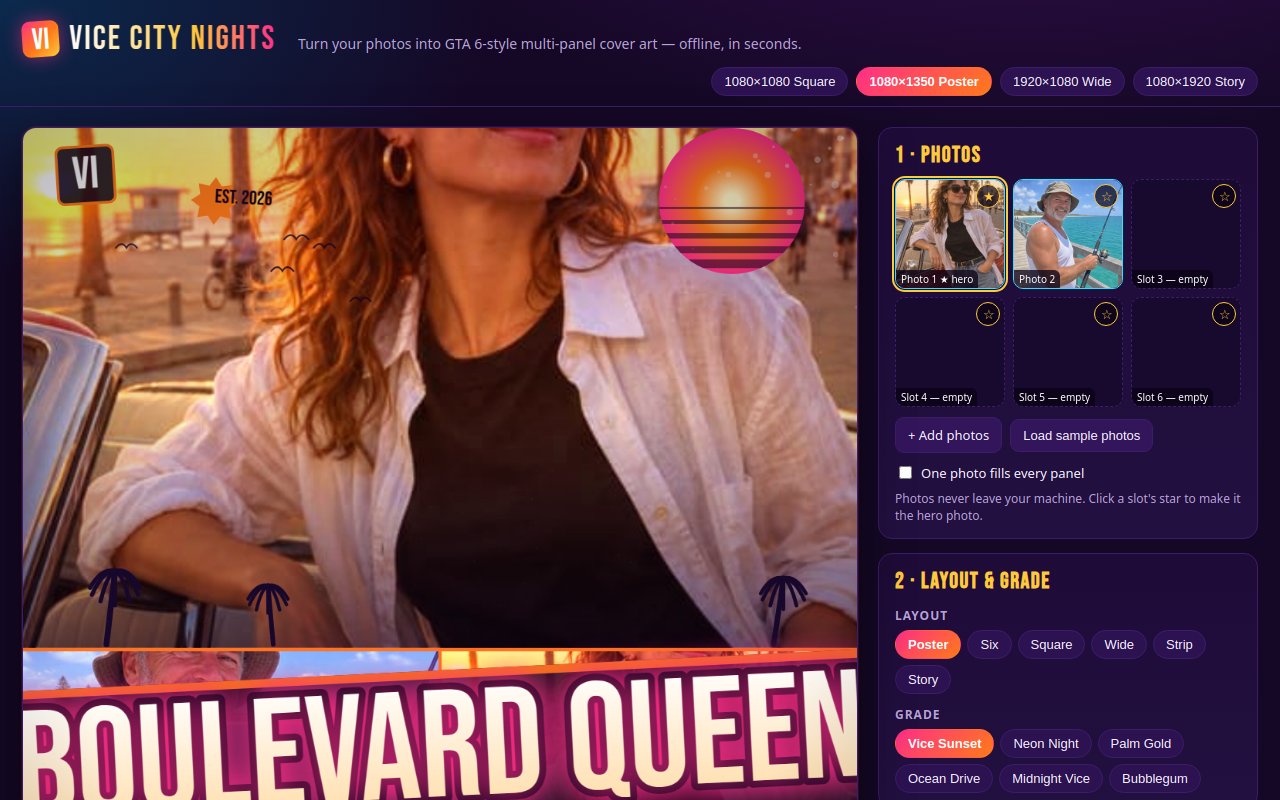 VI VICE CITY NIGHTS Turn your photos into GTA 6-style multi-panel cover art — offline, in seconds.
1080×1080 Square 1080×1350 Poster 1920×1080 Wide 1080×1920 Story
VI
EST. 2026
BOULEVARD QUEEN
1 · PHOTOS
★ ☆ ☆
Photo 1 ★ hero Photo 2 Slot 3 — empty
☆ ☆ ☆
Slot 4 — empty Slot 5 — empty Slot 6 — empty
+ Add photos Load sample photos
One photo fills every panel
Photos never leave your machine. Click a slot's star to make it
the hero photo.
2 · LAYOUT & GRADE
LAYOUT
Poster Six Square Wide Strip
Story
GRADE
Vice Sunset Neon Night Palm Gold
Ocean Drive Midnight Vice Bubblegum